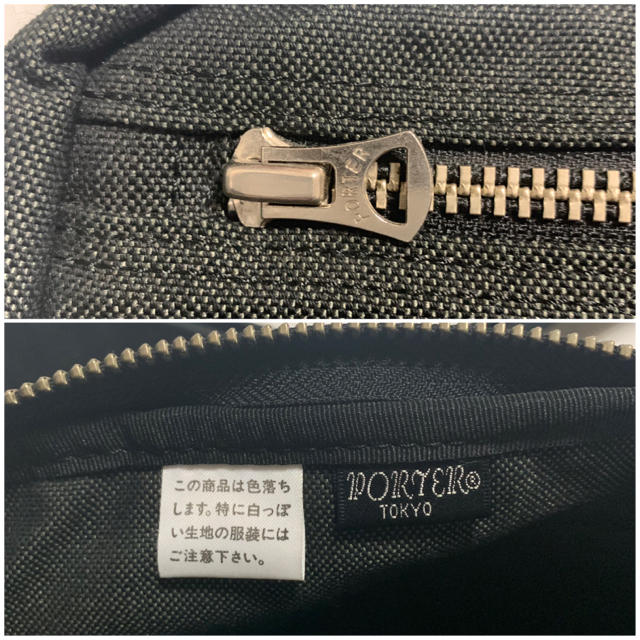 PORTER
この商品は色落ち
します。特に白っぽ
い生地の服装には
ご注意下さい。
PORTER®
TOKYO